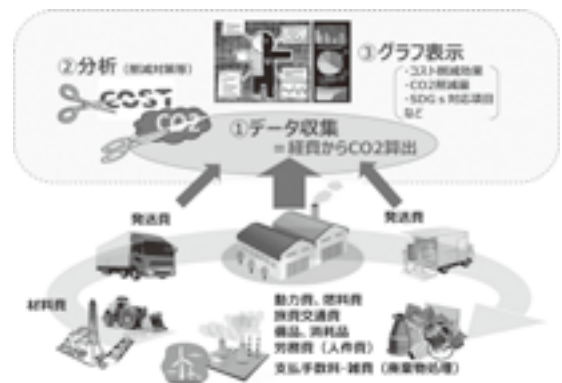 ②分析（削減対策等）
③グラフ表示
・コスト削減効果
・CO2削減量
・SDGs対応項目
など
COST
CO2
①データ収集
＝経費からCO2算出
発送費
発送費
材料費
動力費、燃料費
旅費交通費
備品、消耗品
労務費（人件費）
支払手数料-雑費（廃棄物処理）